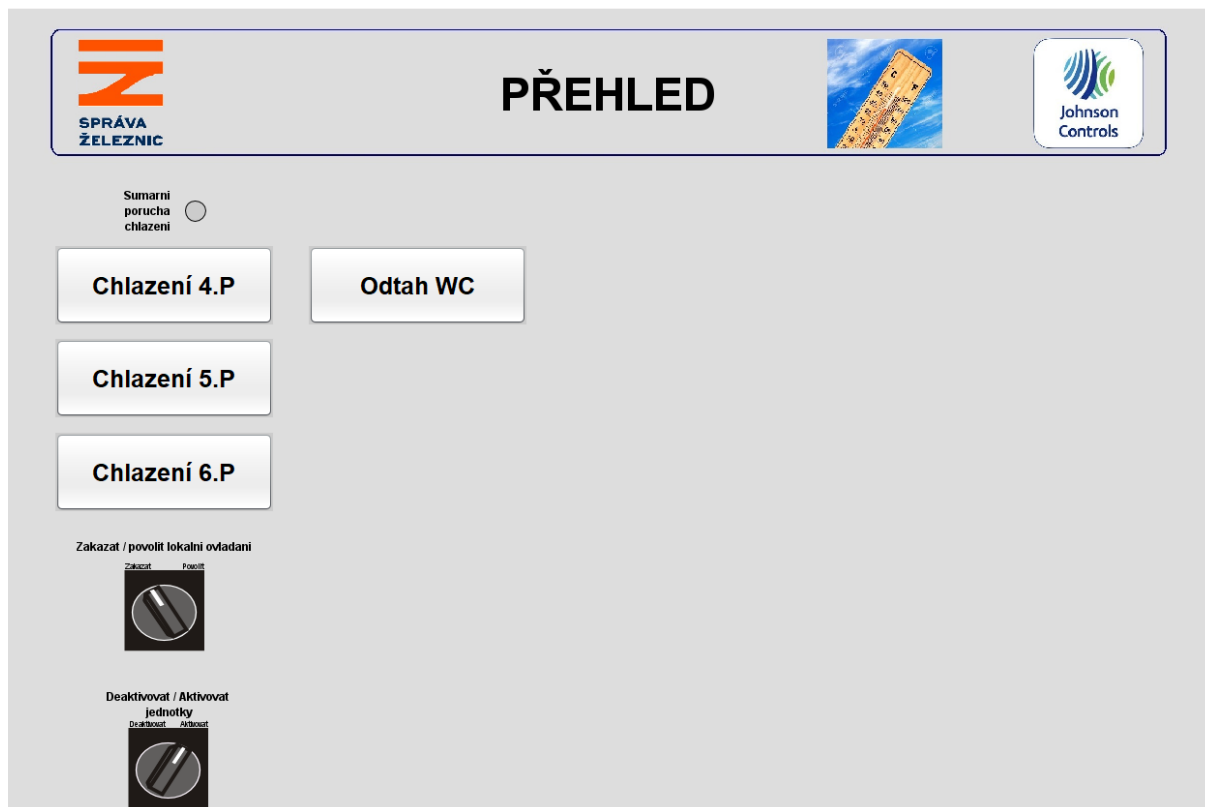 SPRÁVA
ŽELEZNIC
PŘEHLED
Johnson
Controls
Sumarni
porucha
chlazeni
Chlazení 4.P
Odtah WC
Chlazení 5.P
Chlazení 6.P
Zakazat / povolit lokalni ovladani
Zakazat Povolit
Deaktivovat / Aktivovat
jednotky
Deaktivovat Aktivovat